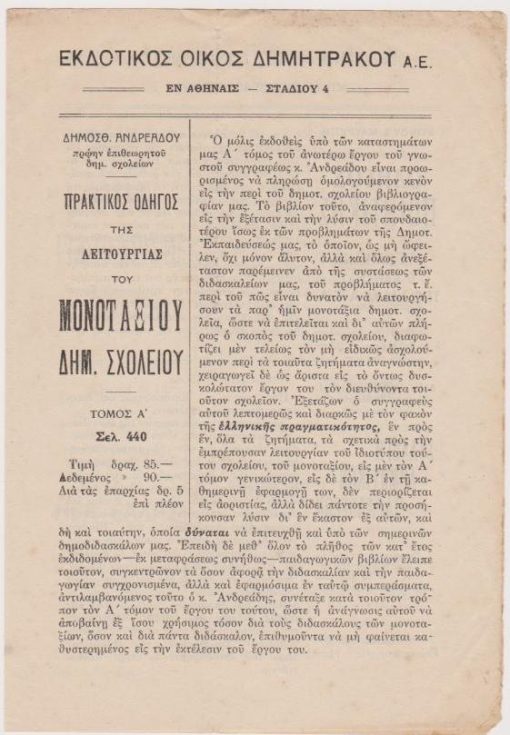 ΕΚΔΟΤΙΚΟΣ ΟΙΚΟΣ ΔΗΜΗΤΡΑΚΟΥ Α.Ε.
ΕΝ ΑΘΗΝΑΙΣ — ΣΤΑΔΙΟΥ 4
ΔΗΜΟΣΘ. ΑΝΔΡΕΑΔΟΥ
πρῴην ἐπιθεωρητοῦ
δημ. σχολείων
ΠΡΑΚΤΙΚΟΣ ΟΔΗΓΟΣ
ΤΗΣ
ΛΕΙΤΟΥΡΓΙΑΣ
ΤΟΥ
ΜΟΝΟΤΑΞΙΟΥ
ΔΗΜ. ΣΧΟΛΕΙΟΥ
ΤΟΜΟΣ Α΄
Σελ. 440
Τιμὴ δραχ. 85.—
Δεδεμένος » 90.—
Διὰ τὰς ἐπαρχίας δρ. 5
ἐπὶ πλέον
Ὁ μόλις ἐκδοθεὶς ὑπὸ τῶν καταστημάτων
μας Α΄ τόμος τοῦ ἀνωτέρω ἔργου τοῦ γνω-
στοῦ συγγραφέως κ. Ἀνδρεάδου εἶναι προω-
ρισμένος νὰ πληρώσῃ ὁμολογούμενον κενὸν
εἰς τὴν περὶ τοῦ δημοτ. σχολείου βιβλιογρα-
φίαν μας. Τὸ βιβλίον τοῦτο, ἀναφερόμενον
εἰς τὴν ἐξέτασιν καὶ τὴν λύσιν τοῦ σπουδαιο-
τέρου ἴσως ἐκ τῶν προβλημάτων τῆς Δημοτ.
Ἐκπαιδεύσεώς μας, τὸ ὁποῖον, ὡς μὴ ὤφει-
λεν, ὄχι μόνον ἄλυτον, ἀλλὰ καὶ ὅλως ἀνεξέ-
ταστον παρέμεινεν ἀπὸ τῆς συστάσεως τῶν
διδασκαλείων μας, τοῦ προβλήματος τ. ἔ.
περὶ τοῦ πῶς εἶναι δυνατὸν νὰ λειτουργή-
σουν τὰ παρ' ἡμῖν μονοτάξια δημοτ. σχο-
λεῖα, ὥστε νὰ ἐπιτελεῖται καὶ δι' αὐτῶν πλή-
ρως ὁ σκοπὸς τοῦ δημοτ. σχολείου, διαφω-
τίζει μὲν τελείως τὸν μὴ εἰδικῶς ἀσχολού-
μενον περὶ τὰ τοιαῦτα ζητήματα ἀναγνώστην,
χειραγωγεῖ δὲ ὡς ἄριστα εἰς τὸ ὄντως δυσ-
κολώτατον ἔργον του τὸν διευθύνοντα τοι-
οῦτον σχολεῖον. Ἐξετάζων ὁ συγγραφεὺς
αὐτοῦ λεπτομερῶς καὶ διαρκῶς μὲ τὸν φακὸν
τῆς ἑλληνικῆς πραγματικότητος, ἓν πρὸς
ἕν, ὅλα τὰ ζητήματα, τὰ σχετικὰ πρὸς τὴν
ἐμπρέπουσαν λειτουργίαν τοῦ ἰδιοτύπου τού-
του σχολείου, τοῦ μονοταξίου, εἰς μὲν τὸν Α΄
τόμον γενικώτερον, εἰς δὲ τὸν Β΄ ἐν τῇ κα-
θημερινῇ ἐφαρμογῇ των, δὲν περιορίζεται
εἰς ἀοριστίας, ἀλλὰ δίδει πάντοτε τὴν προσή-
κουσαν λύσιν δι' ἓν ἕκαστον ἐξ αὐτῶν, καὶ
δὴ καὶ τοιαύτην, ὁποία δύναται νὰ ἐπιτευχθῇ καὶ ὑπὸ τῶν σημερινῶν
δημοδιδασκάλων μας. Ἐπειδὴ δὲ μεθ' ὅλον τὸ πλῆθος τῶν κατ' ἔτος
ἐκδιδομένων—ἐκ μεταφράσεως συνήθως—παιδαγωγικῶν βιβλίων ἔλειπε
τοιοῦτον, συγκεντρῶνον τὰ ὅσον ἀφορᾷ τὴν διδασκαλίαν καὶ τὴν παιδα-
γωγίαν συγχρονισμένα, ἀλλὰ καὶ ἐφαρμόσιμα ἐν ταὐτῷ συμπεράσματα,
ἀντιλαμβανόμενος τοῦτο ὁ κ. Ἀνδρεάδης, συνέταξε κατὰ τοιοῦτον τρό-
πον τὸν Α΄ τόμον τοῦ ἔργου του τούτου, ὥστε ἡ ἀνάγνωσις αὐτοῦ νὰ
ἀποβαίνῃ ἐξ ἴσου χρήσιμος τόσον διὰ τοὺς διδασκάλους τῶν μονοτα-
ξίων, ὅσον καὶ διὰ πάντα διδάσκαλον, ἐπιθυμοῦντα νὰ μὴ φαίνεται κα-
θυστερημένος εἰς τὴν ἐκτέλεσιν τοῦ ἔργου του.